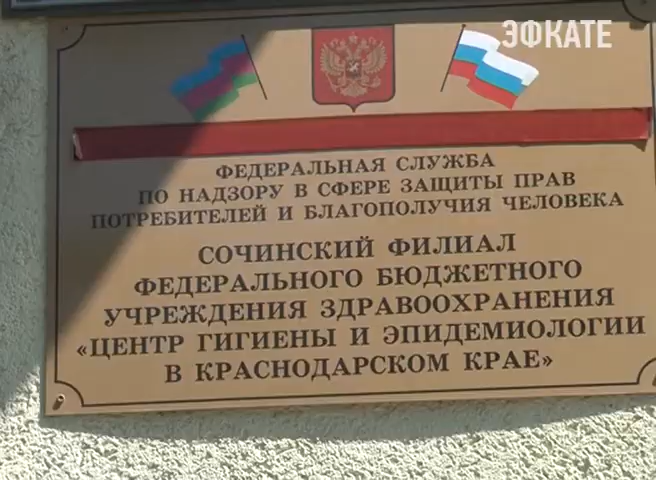 ЭФКАТЕ
ФЕДЕРАЛЬНАЯ СЛУЖБА
ПО НАДЗОРУ В СФЕРЕ ЗАЩИТЫ ПРАВ
ПОТРЕБИТЕЛЕЙ И БЛАГОПОЛУЧИЯ ЧЕЛОВЕКА
СОЧИНСКИЙ ФИЛИАЛ
ФЕДЕРАЛЬНОГО БЮДЖЕТНОГО
УЧРЕЖДЕНИЯ ЗДРАВООХРАНЕНИЯ
«ЦЕНТР ГИГИЕНЫ И ЭПИДЕМИОЛОГИИ
В КРАСНОДАРСКОМ КРАЕ»